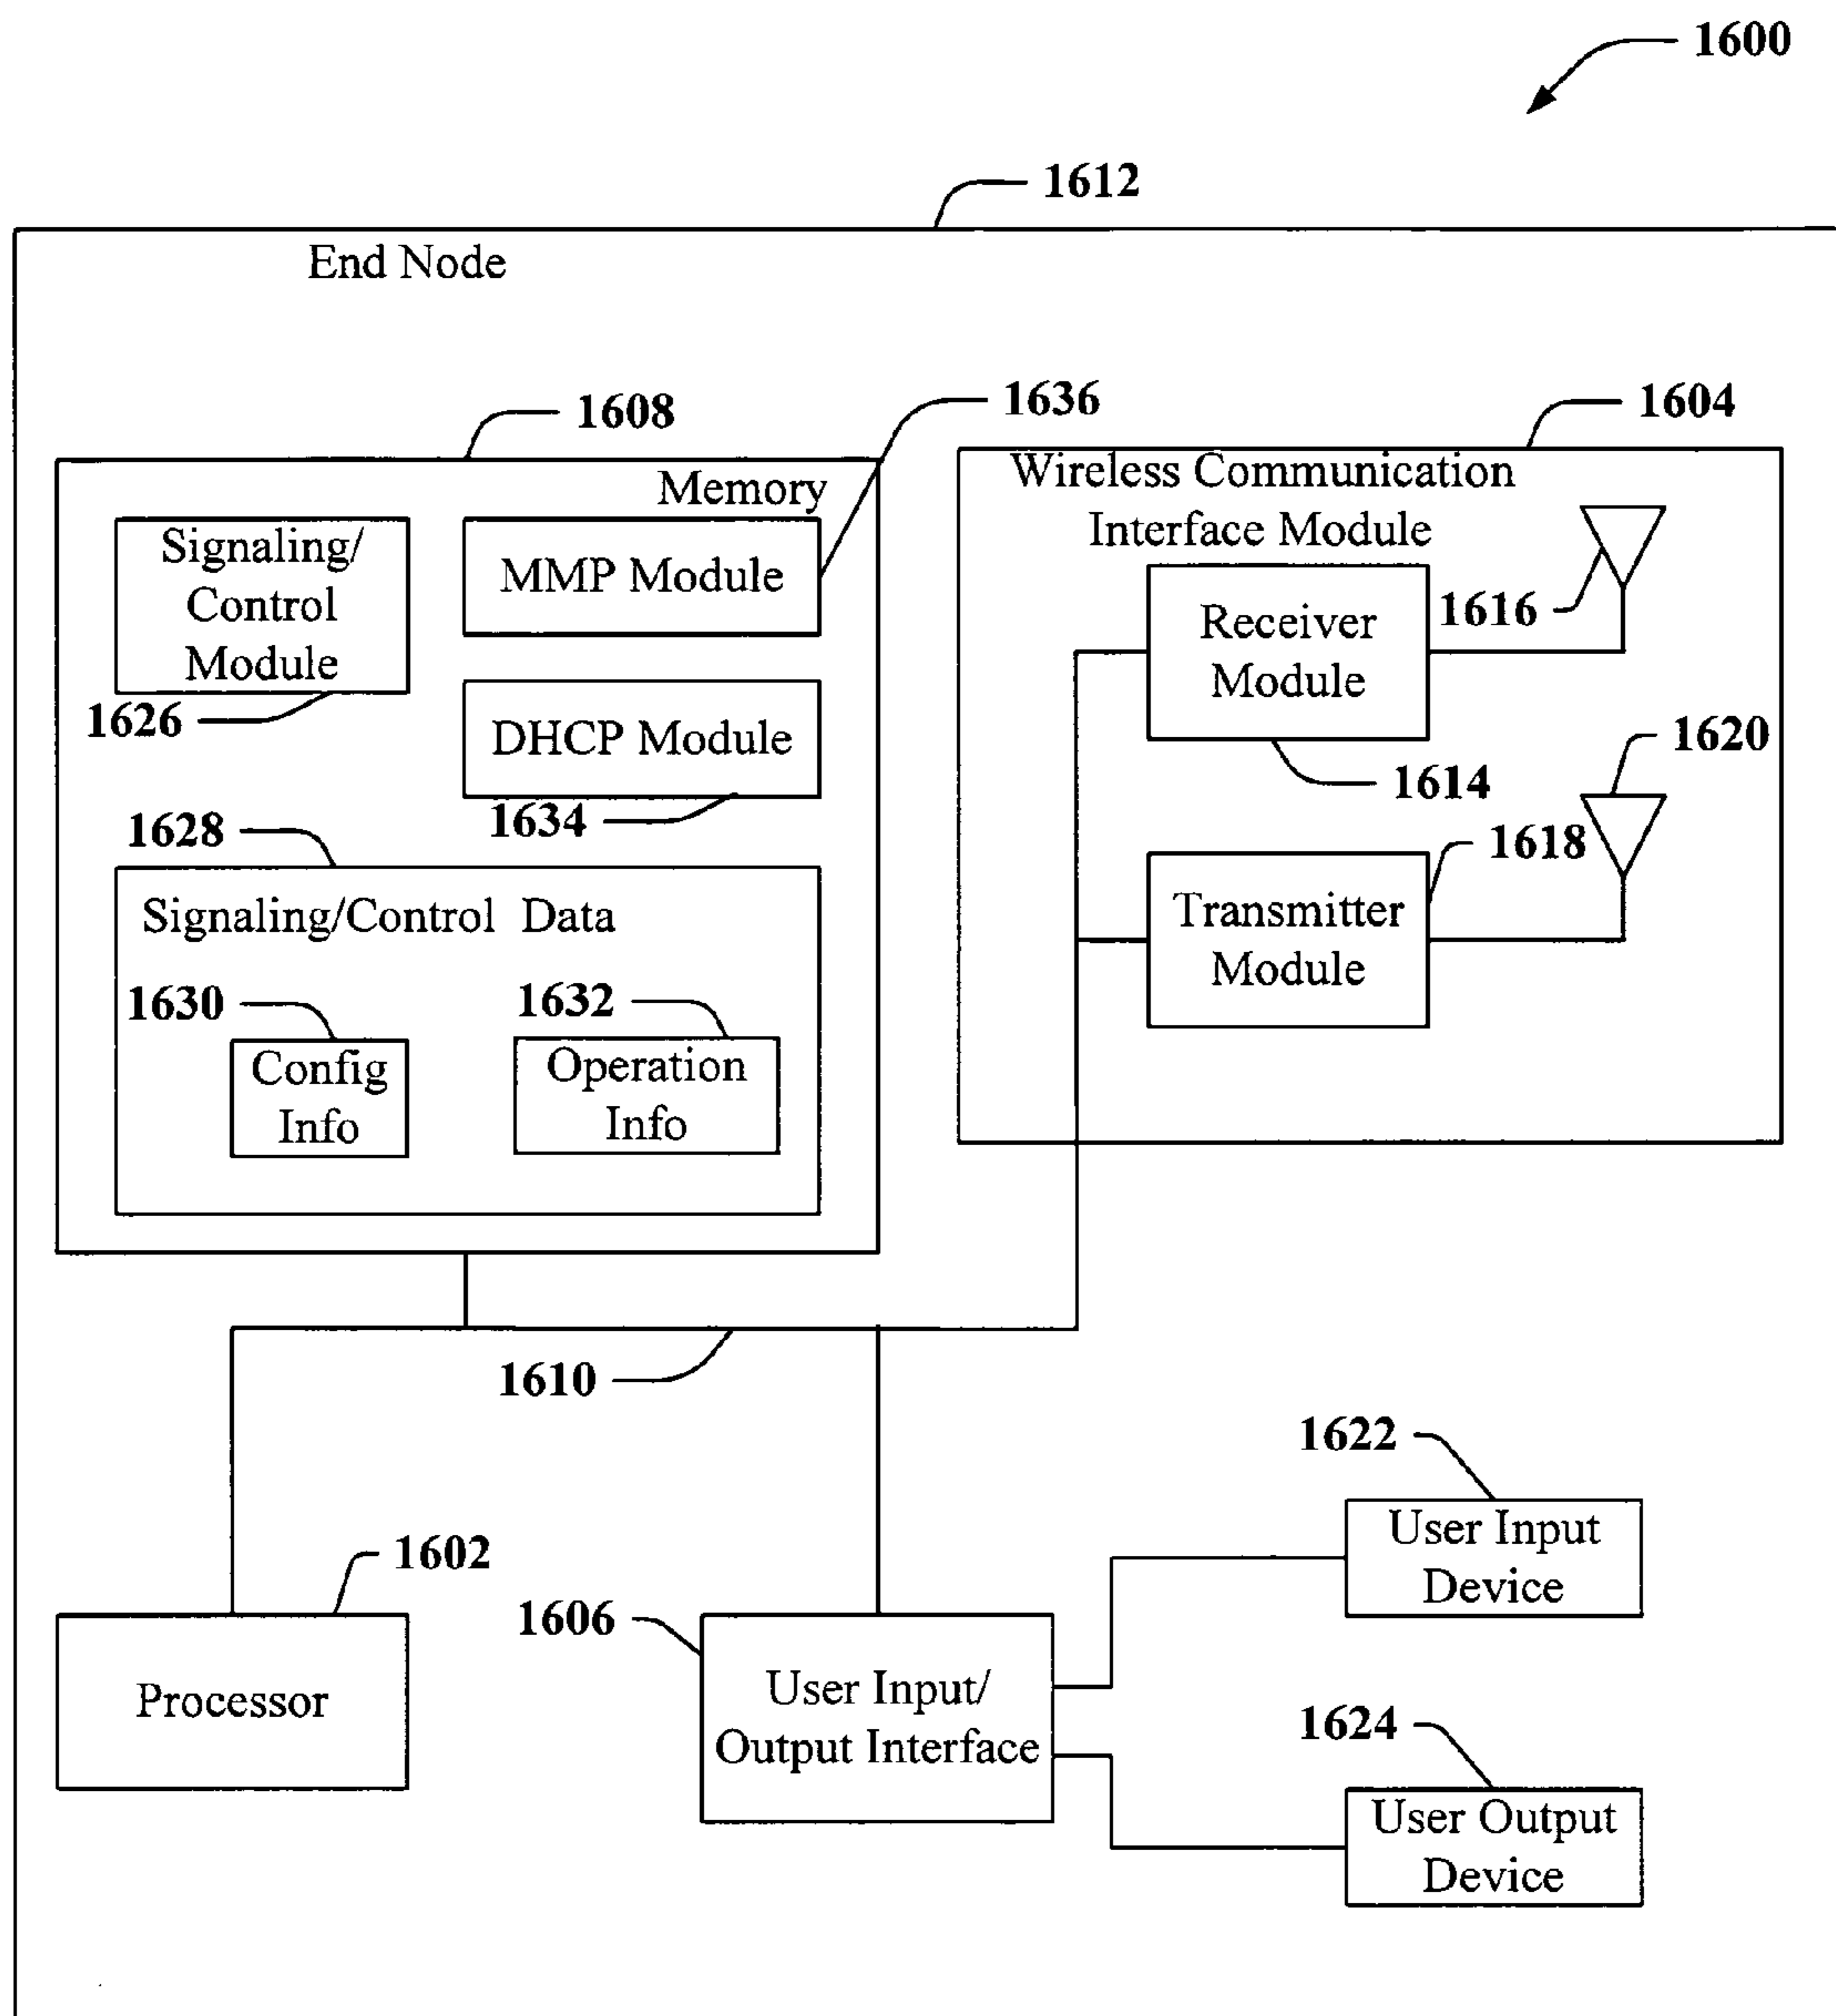 1600
1612
End Node
1608
1636
1604
Memory
Signaling/
Control
Module
1626
MMP Module
DHCP Module
1634
1628
Signaling/Control Data
1630
Config
Info
1632
Operation
Info
Wireless Communication
Interface Module
Receiver
Module
1616
1614
1620
1618
Transmitter
Module
1610
1602
Processor
1606
User Input/
Output Interface
1622
User Input
Device
1624
User Output
Device